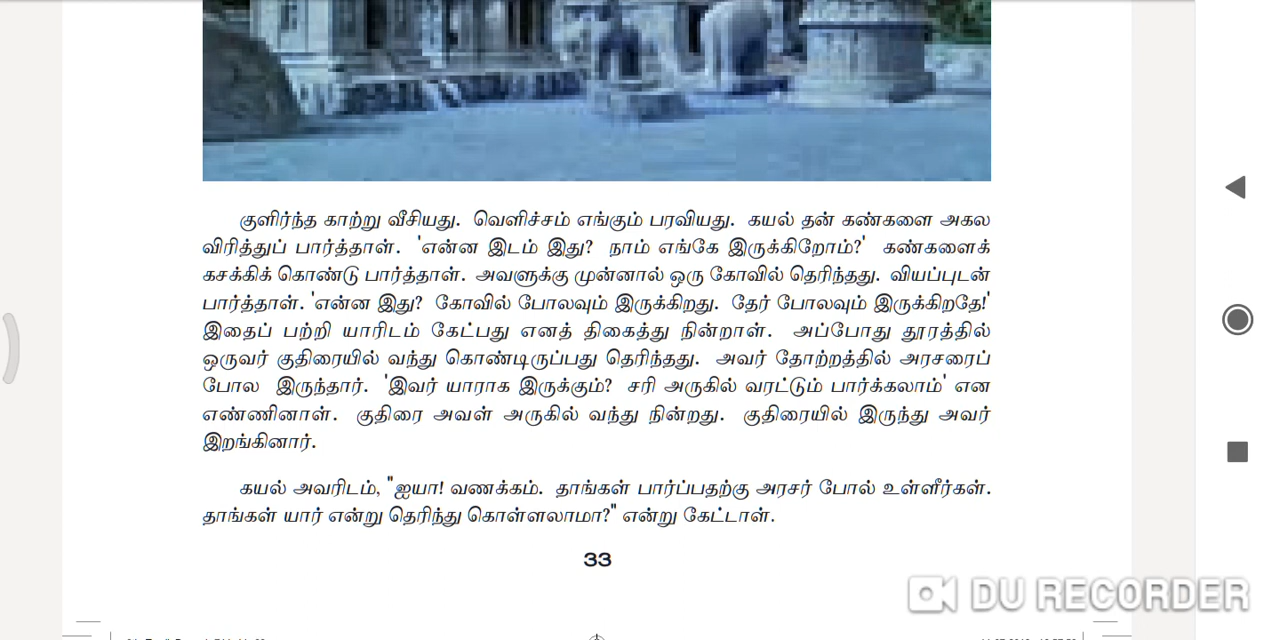 குளிர்ந்த காற்று வீசியது. வெளிச்சம் எங்கும் பரவியது. கயல் தன் கண்களை அகல
விரித்துப் பார்த்தாள். 'என்ன இடம் இது? நாம் எங்கே இருக்கிறோம்?' கண்களைக்
கசக்கிக் கொண்டு பார்த்தாள். அவளுக்கு முன்னால் ஒரு கோவில் தெரிந்தது. வியப்புடன்
பார்த்தாள். 'என்ன இது? கோவில் போலவும் இருக்கிறது. தேர் போலவும் இருக்கிறதே!'
இதைப் பற்றி யாரிடம் கேட்பது எனத் திகைத்து நின்றாள். அப்போது தூரத்தில்
ஒருவர் குதிரையில் வந்து கொண்டிருப்பது தெரிந்தது. அவர் தோற்றத்தில் அரசரைப்
போல இருந்தார். 'இவர் யாராக இருக்கும்? சரி அருகில் வரட்டும் பார்க்கலாம்' என
எண்ணினாள். குதிரை அவள் அருகில் வந்து நின்றது. குதிரையில் இருந்து அவர்
இறங்கினார்.
கயல் அவரிடம், "ஐயா! வணக்கம். தாங்கள் பார்ப்பதற்கு அரசர் போல் உள்ளீர்கள்.
தாங்கள் யார் என்று தெரிந்து கொள்ளலாமா?" என்று கேட்டாள்.
33
DU RECORDER